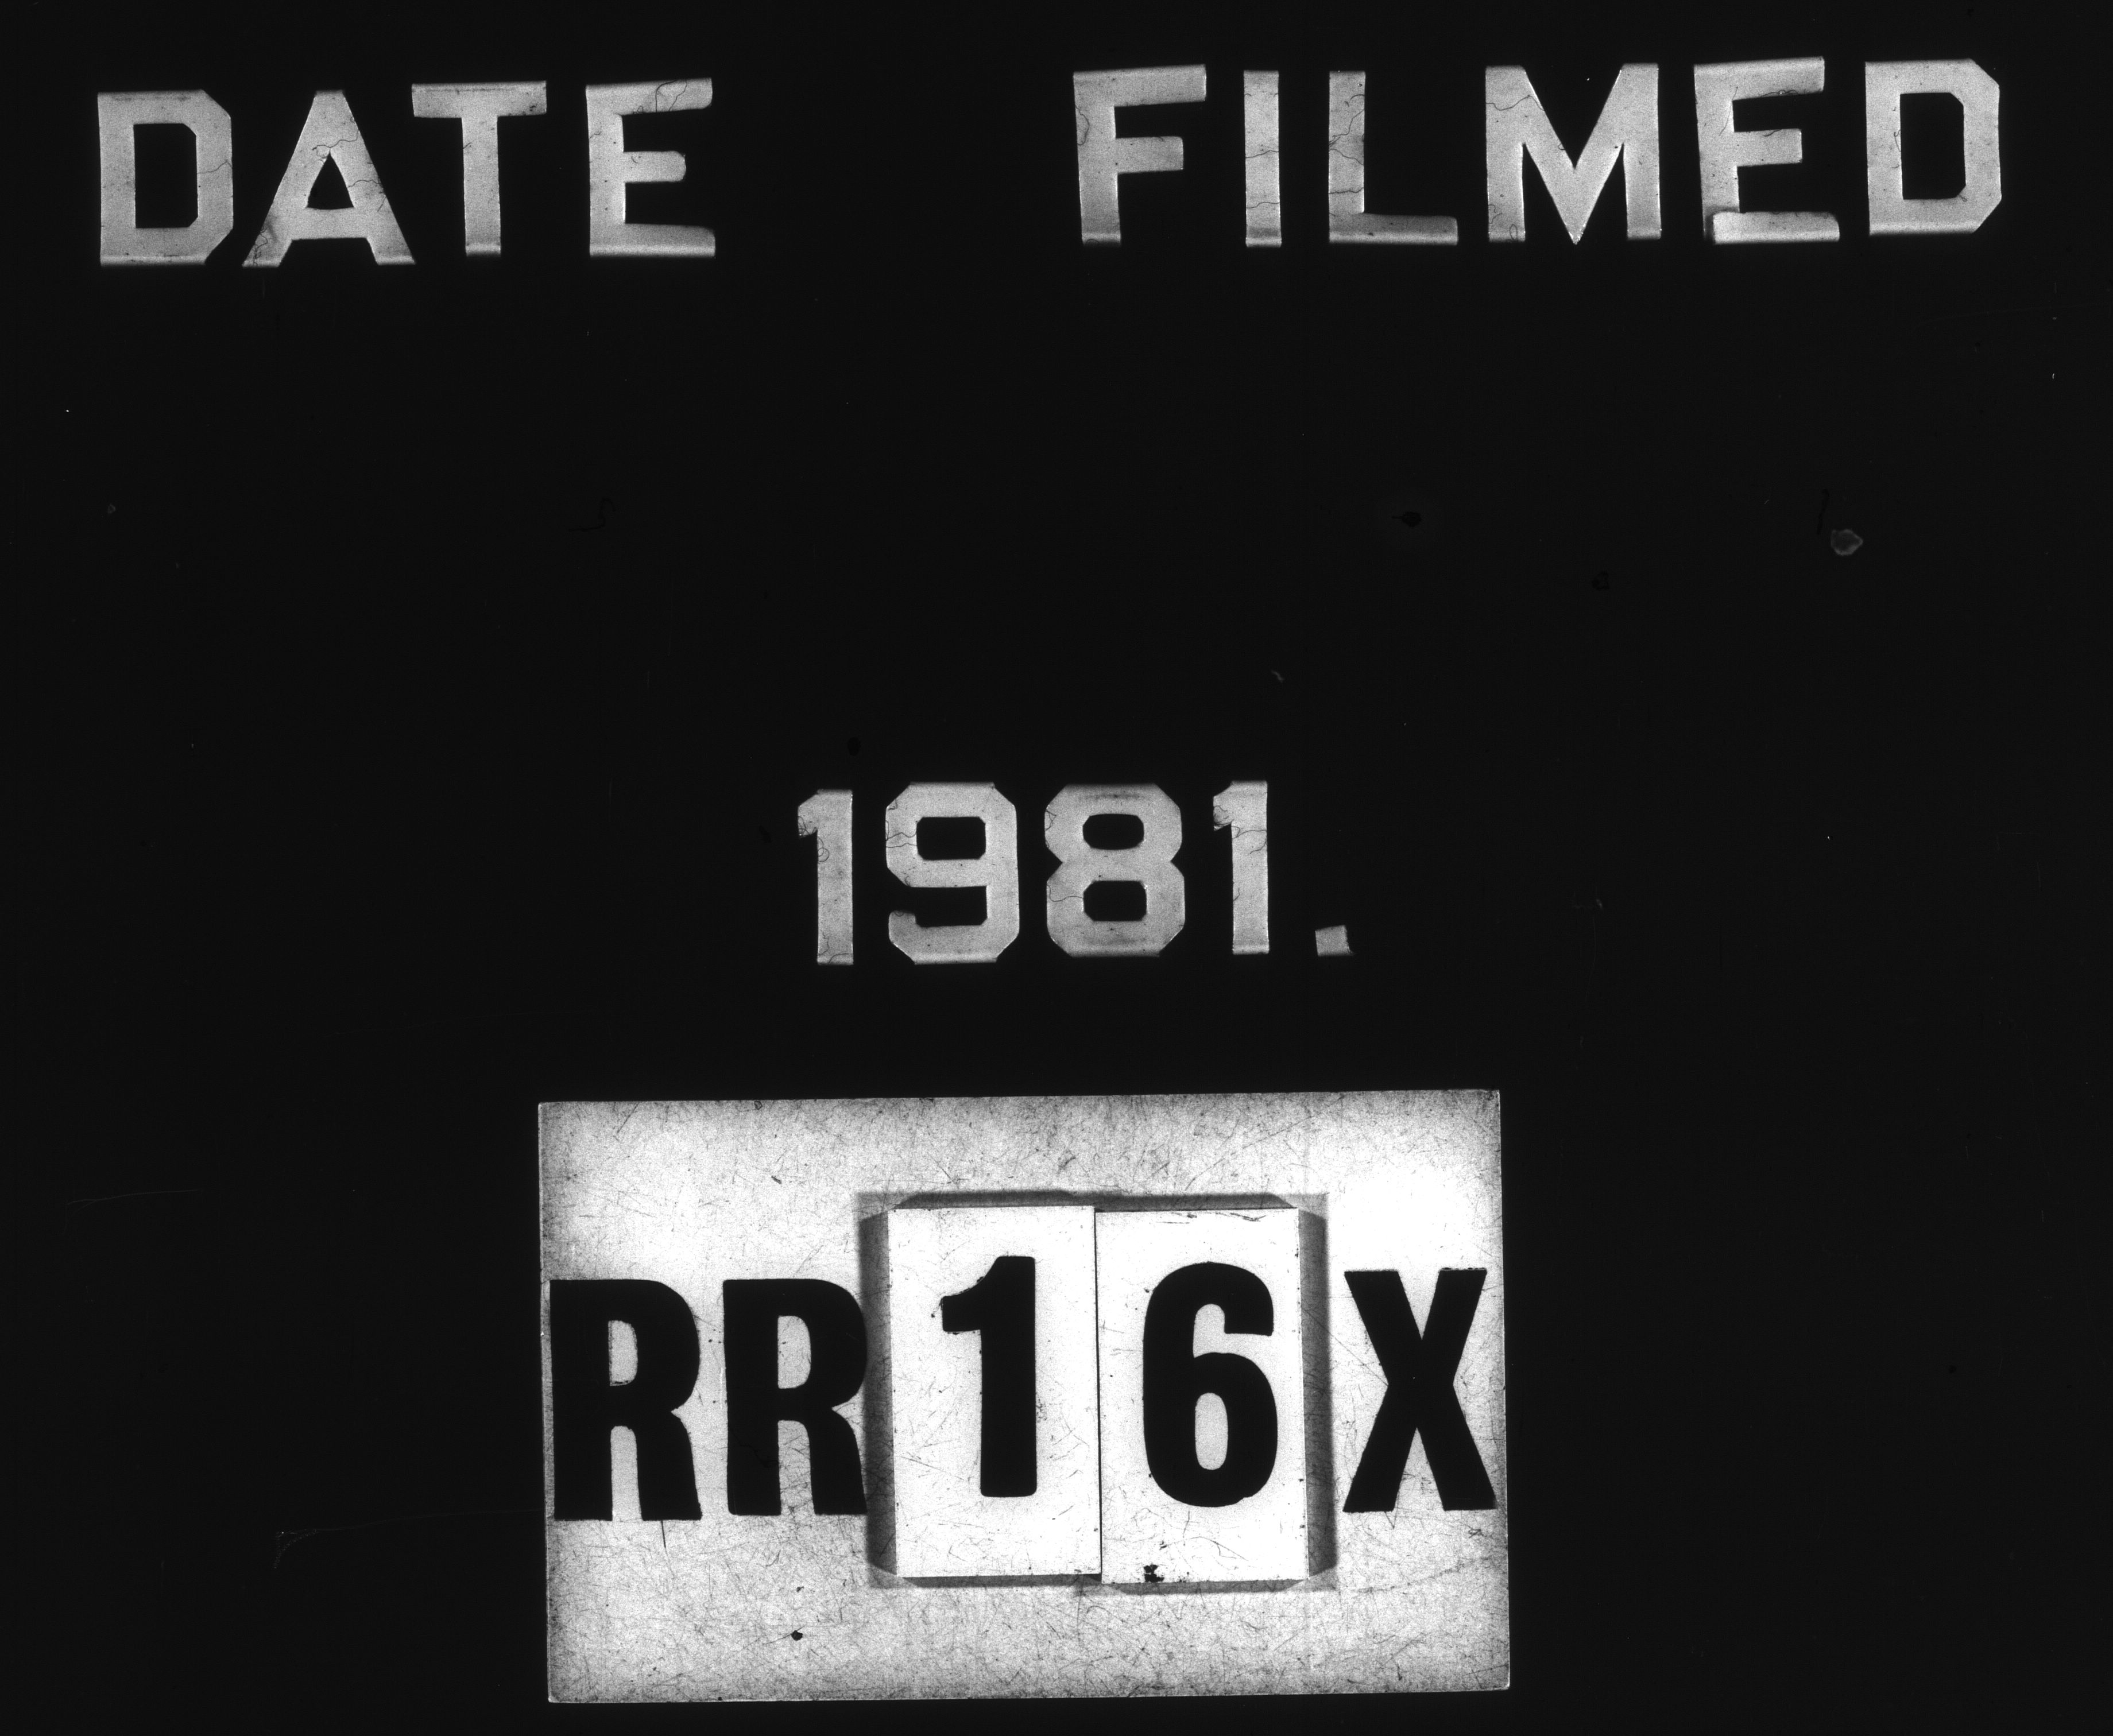 DATE FILMED
1981.
RR16X